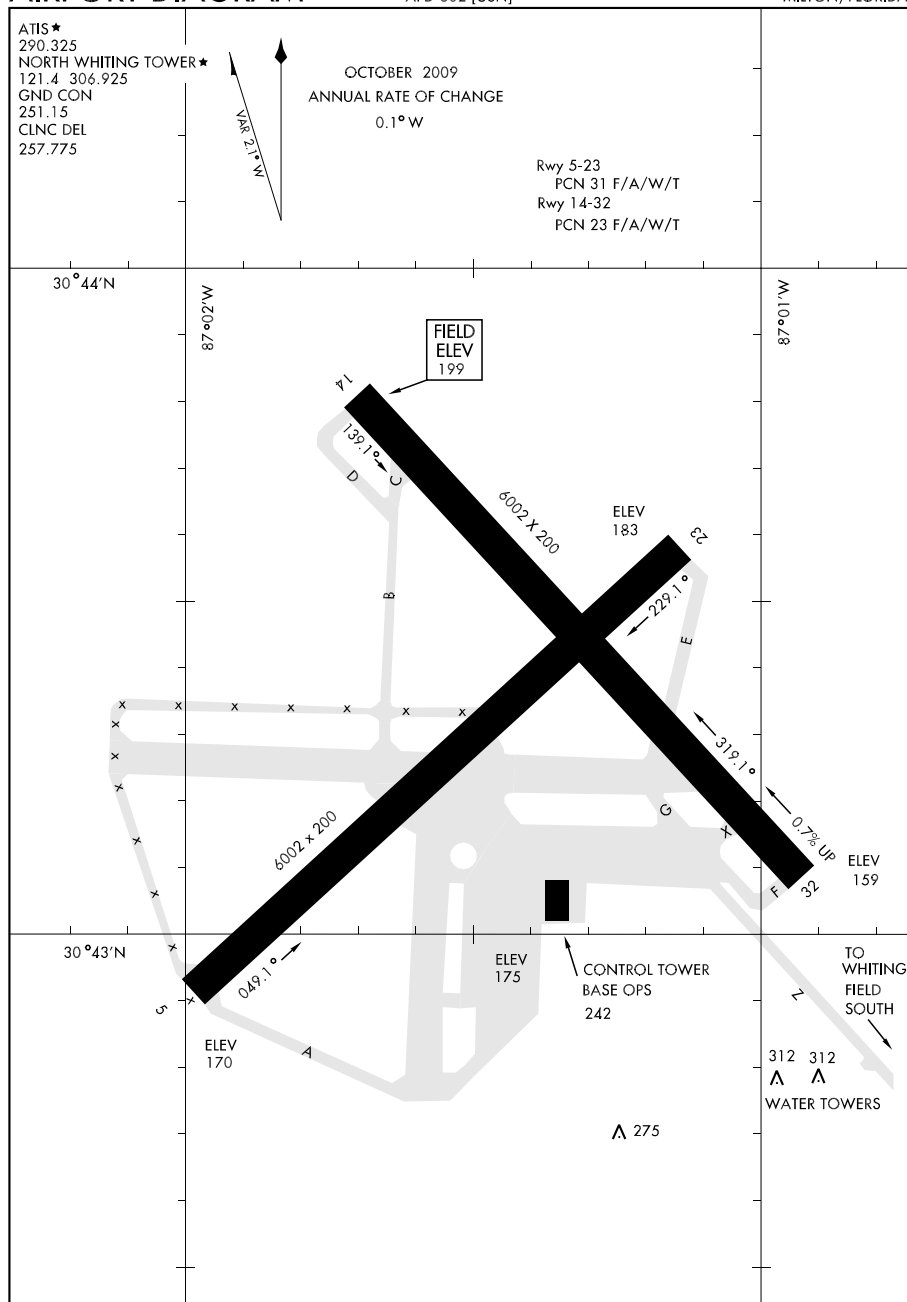 ATIS★
290.325
NORTH WHITING TOWER★
121.4 306.925
GND CON
251.15
CLNC DEL
257.775
VAR 2.1° W
OCTOBER 2009
ANNUAL RATE OF CHANGE
0.1° W
Rwy 5-23
PCN 31 F/A/W/T
Rwy 14-32
PCN 23 F/A/W/T
30°44'N
87°02'W
87°01'W
FIELD
ELEV
199
14
139.1°
D
C
6002 X 200
ELEV
183
23
229.1°
B
E
x x x x x x x
x
x
x
x
x
x
x
319.1°
G
X
0.7% UP
ELEV
159
F
32
6002 x 200
30°43'N
049.1°
5
x
A
ELEV
170
ELEV
175
CONTROL TOWER
BASE OPS
242
Z
TO
WHITING
FIELD
SOUTH
312 312
WATER TOWERS
275